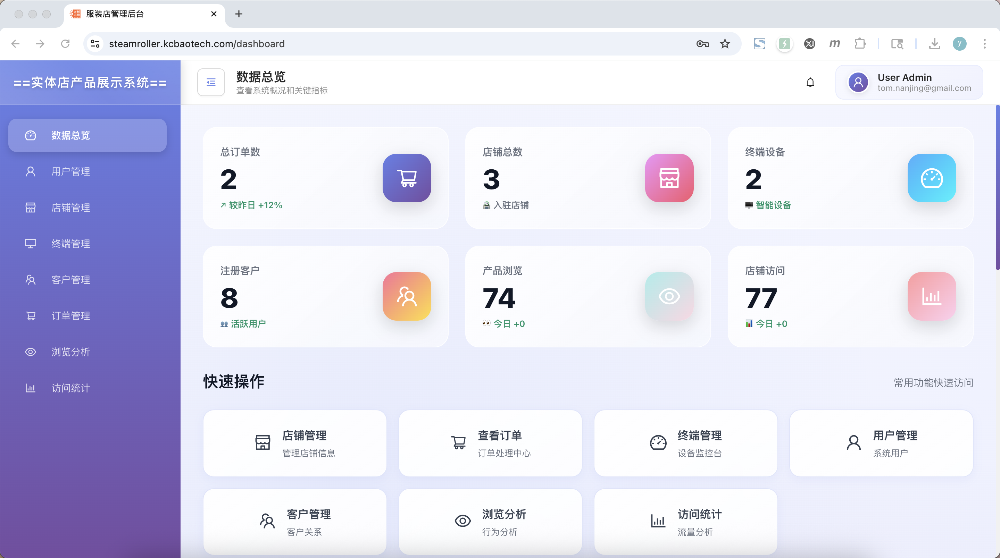 服装店管理后台
steamroller.kcbaotech.com/dashboard
y
==实体店产品展示系统==
数据总览
查看系统概况和关键指标
User Admin
tom.nanjing@gmail.com
数据总览
用户管理
店铺管理
终端管理
客户管理
订单管理
浏览分析
访问统计
总订单数
2
↗ 较昨日 +12%
店铺总数
3
入驻店铺
终端设备
2
智能设备
注册客户
8
活跃用户
产品浏览
74
今日 +0
店铺访问
77
今日 +0
快速操作
常用功能快速访问
店铺管理
管理店铺信息
查看订单
订单处理中心
终端管理
设备监控台
用户管理
系统用户
客户管理
客户关系
浏览分析
行为分析
访问统计
流量分析